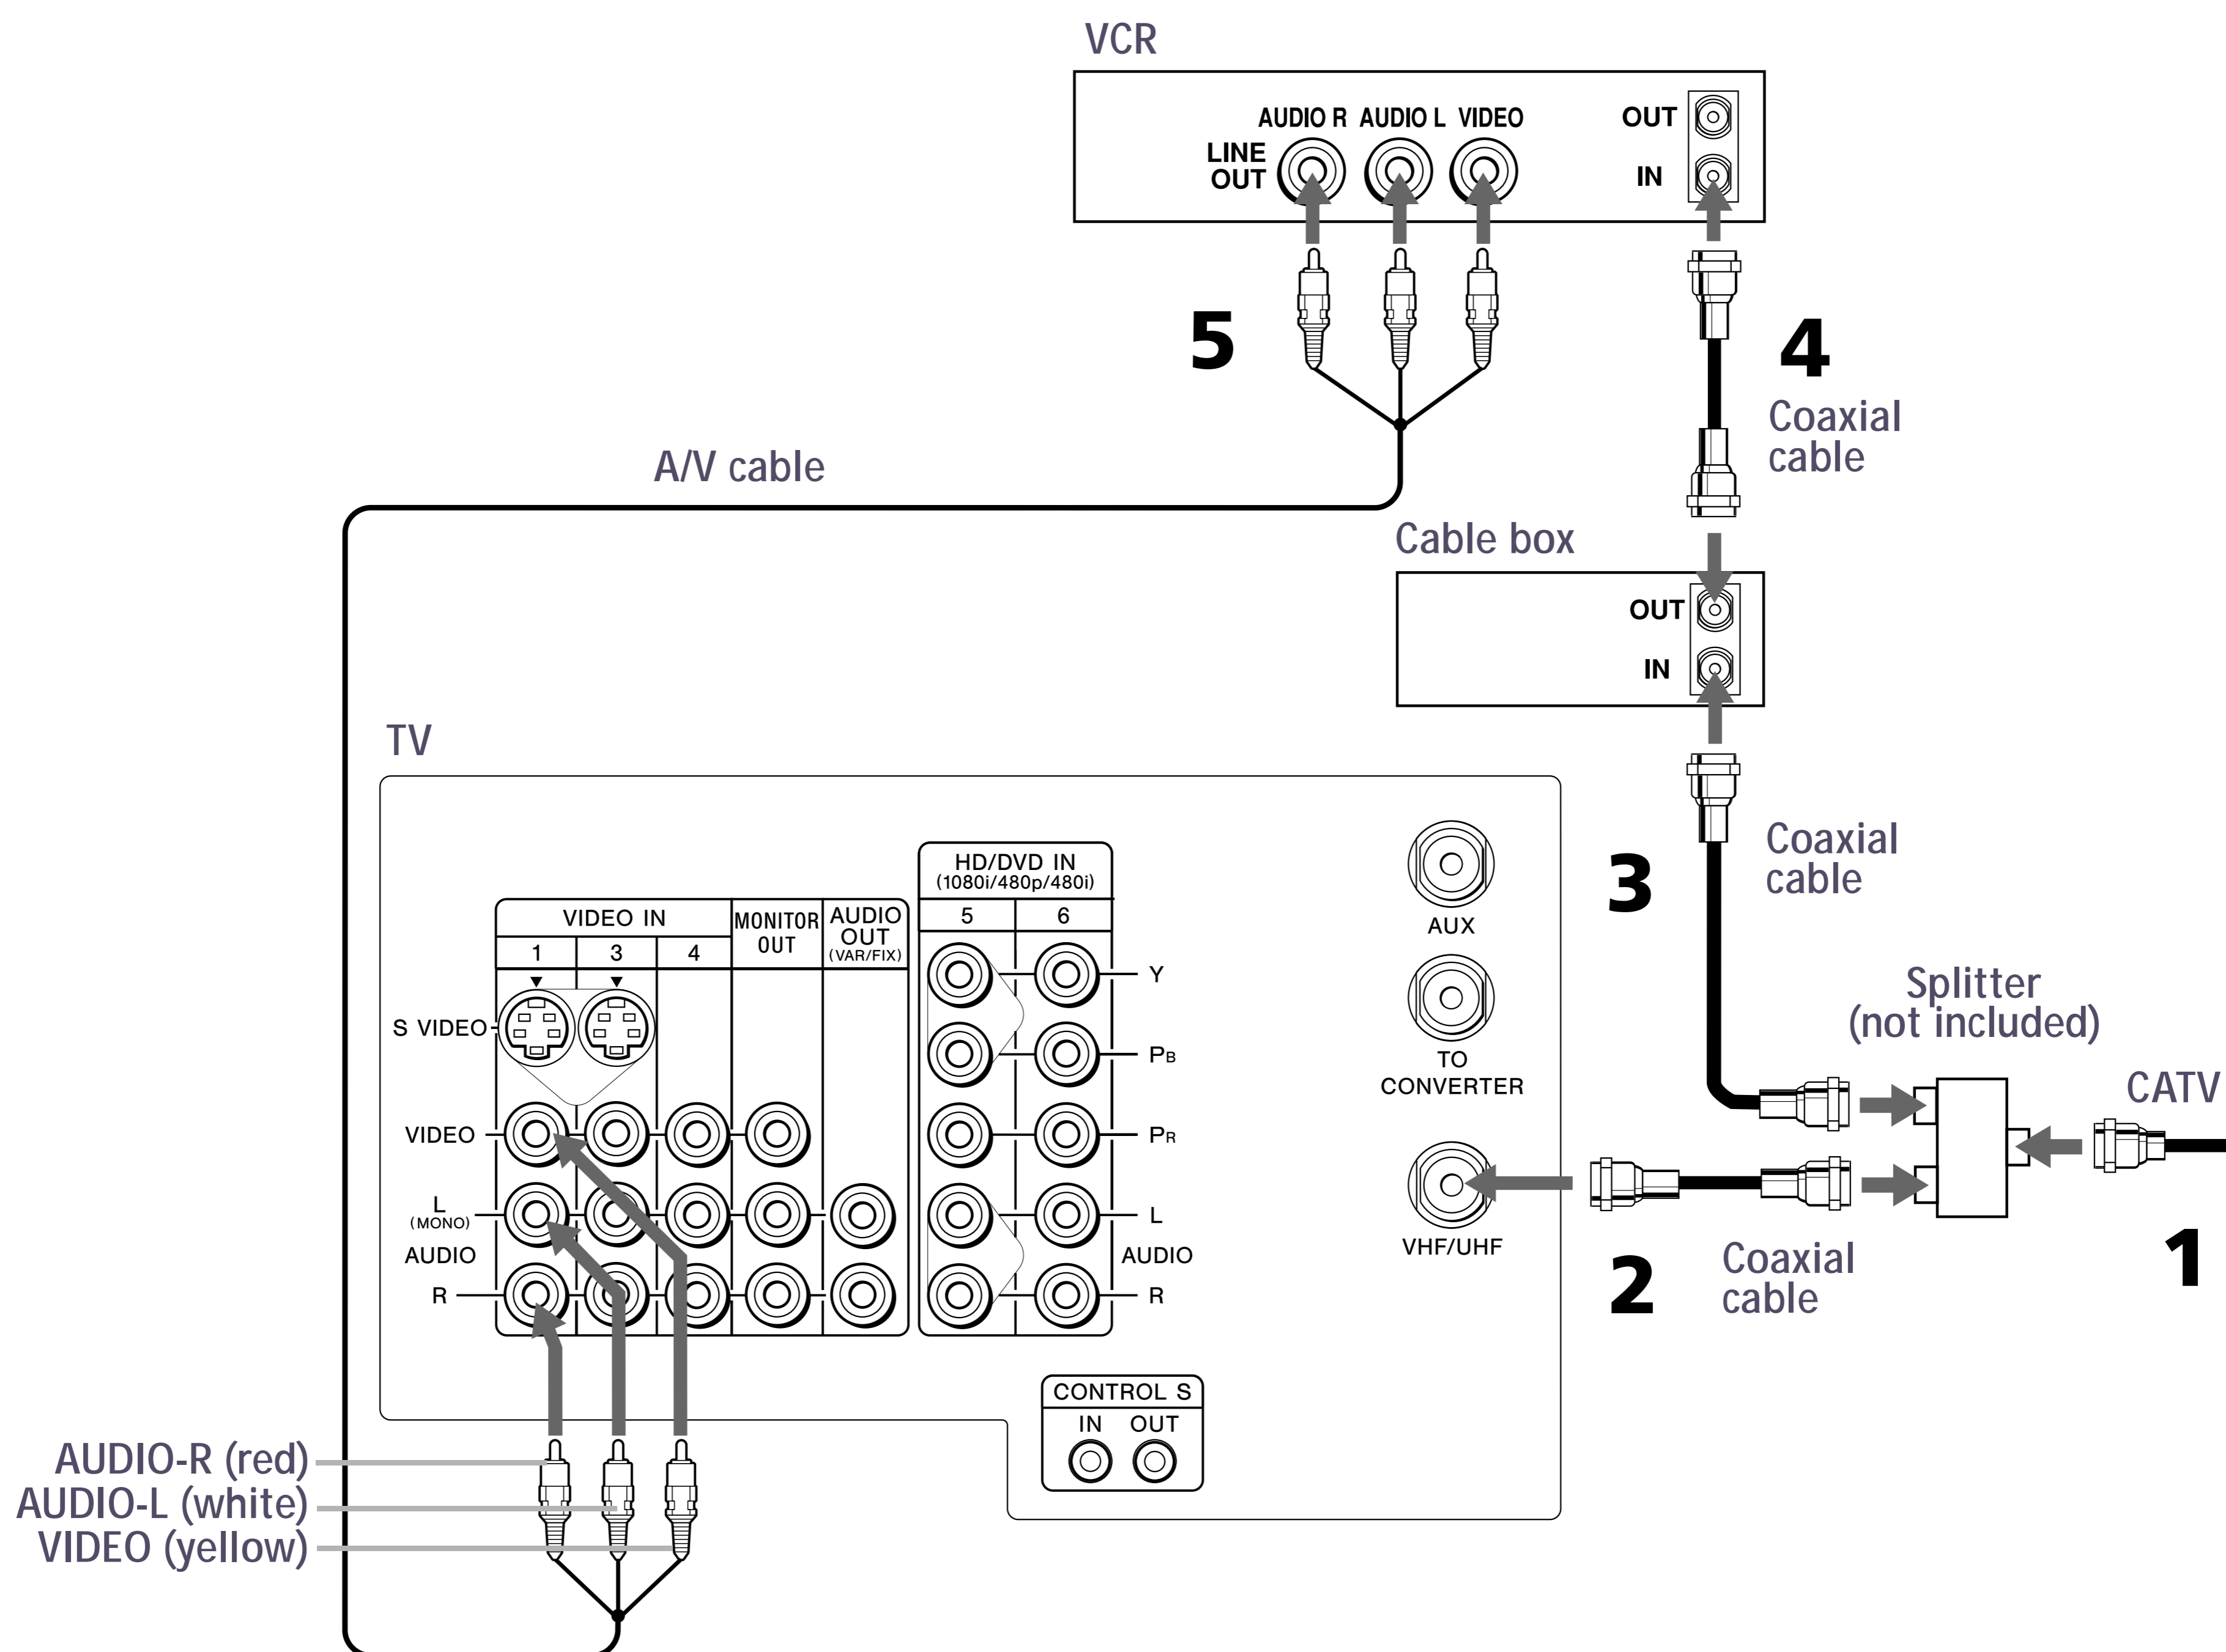 VCR
AUDIO R AUDIO L VIDEO
LINE
OUT
OUT
IN
5
4
Coaxial
cable
A/V cable
Cable box
OUT
IN
TV
3
Coaxial
cable
HD/DVD IN
(1080i/480p/480i)
5 6
VIDEO IN
1 3 4
MONITOR
OUT
AUDIO
OUT
(VAR/FIX)
S VIDEO
VIDEO
L
(MONO)
AUDIO
R
Y
PB
PR
L
AUDIO
R
AUX
TO
CONVERTER
VHF/UHF
Splitter
(not included)
CATV
1
2
Coaxial
cable
CONTROL S
IN OUT
AUDIO-R (red)
AUDIO-L (white)
VIDEO (yellow)